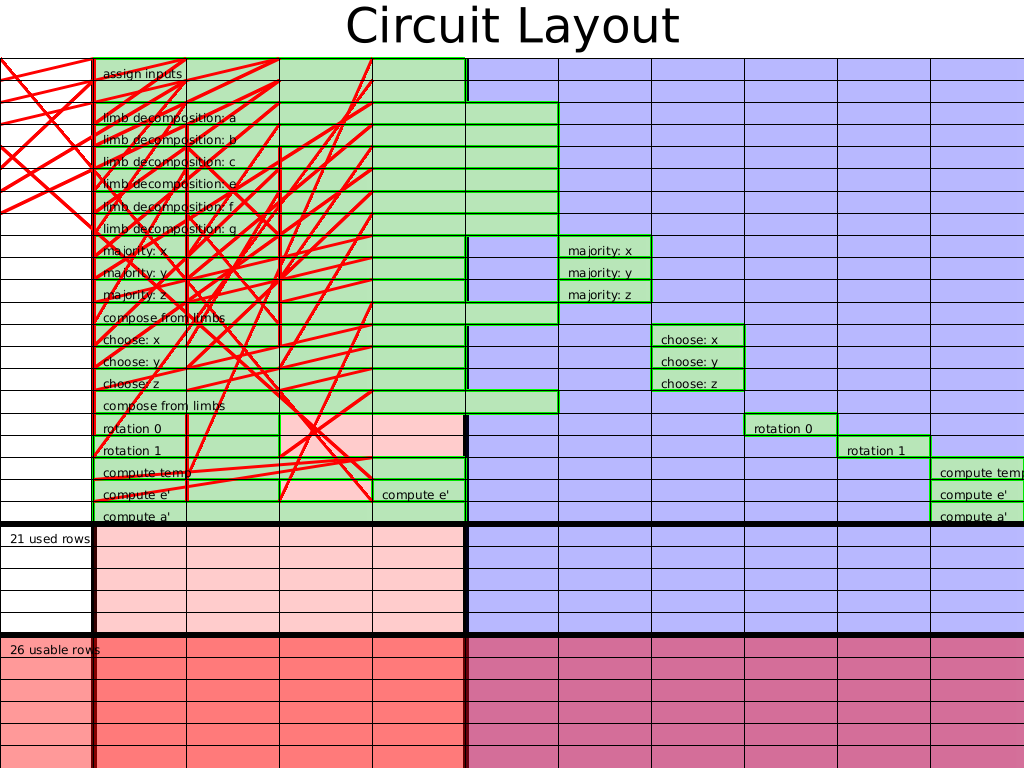 Circuit Layout
assign inputs
limb decomposition: a
limb decomposition: b
limb decomposition: c
limb decomposition: e
limb decomposition: f
limb decomposition: g
majority: x majority: x
majority: y majority: y
majority: z majority: z
compose from limbs
choose: x choose: x
choose: y choose: y
choose: z choose: z
compose from limbs
rotation 0 rotation 0
rotation 1 rotation 1
compute temp compute temp
compute e' compute e' compute e'
compute a' compute a'
21 used rows
26 usable rows